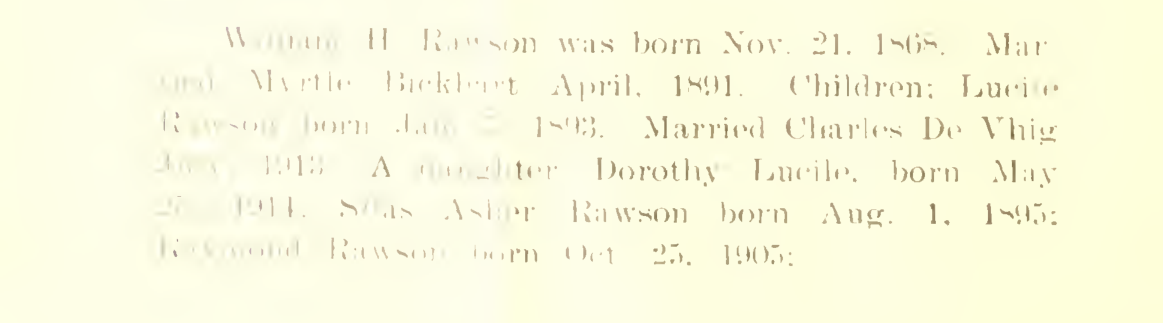 H. Rawson was born Nov. 21, 1868. Mar-
ried Myrtle April, 1891. Children; Lucile
Rawson born Jan. 1893. Married Charles De Vhig
1913. A daughter Dorothy Lucile, born May
1914. Silas Asher Rawson born Aug. 1, 1895;
Raymond Rawson born Oct. 25, 1905;